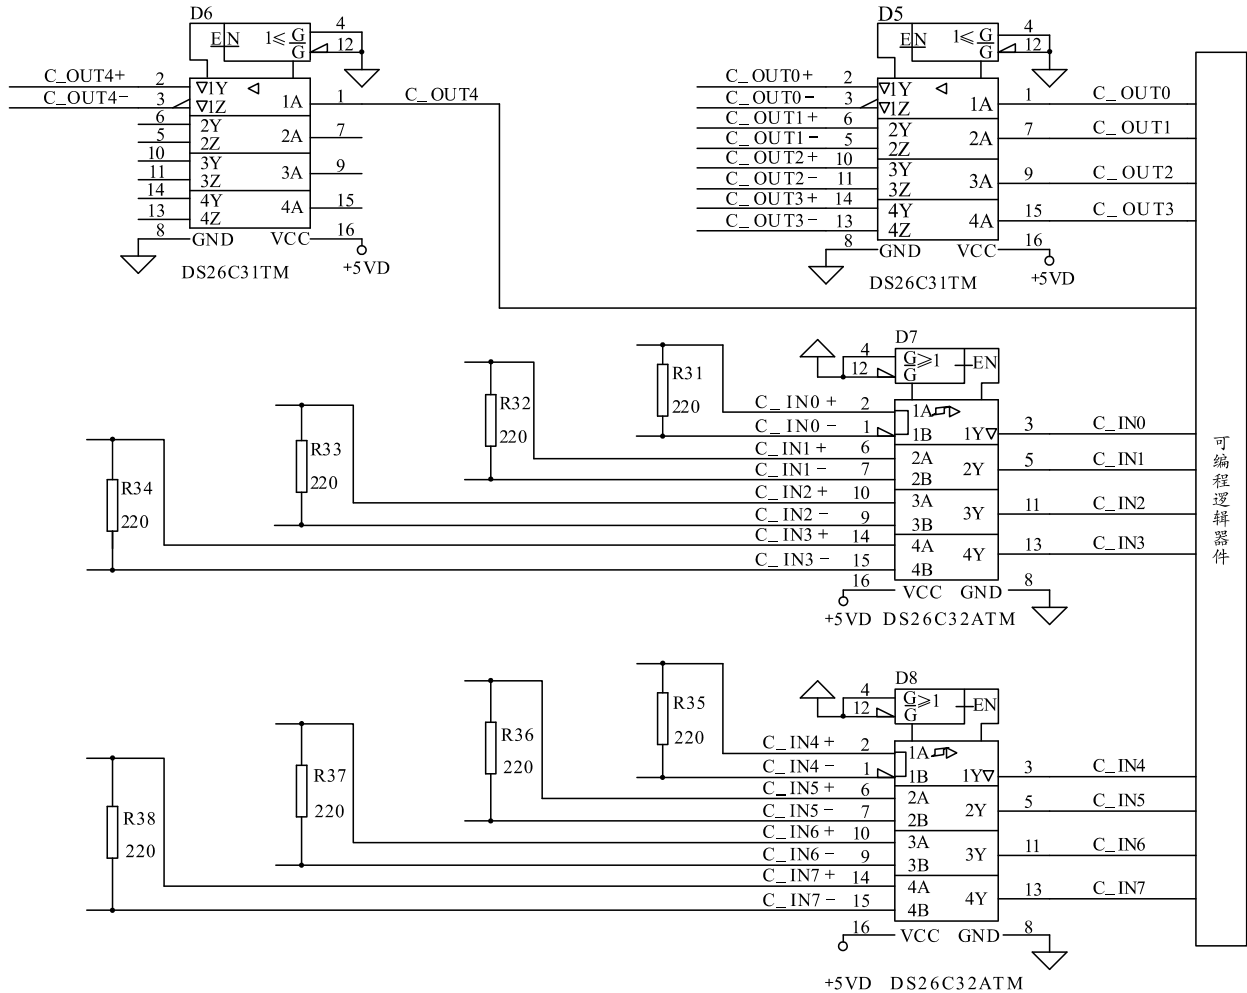 D6
4
EN 1≤ G
G 12
C_OUT4+ 2 ▽1Y
C_OUT4− 3 ▽1Z 1A 1 C_OUT4
6 2Y
5 2Z 2A 7
10 3Y
11 3Z 3A 9
14 4Y
13 4Z 4A 15
8 GND VCC 16
+5VD
DS26C31TM
D5
4
EN 1≤ G
G 12
C_OUT0+ 2 ▽1Y
C_OUT0− 3 ▽1Z 1A 1 C_OUT0
C_OUT1+ 6 2Y
C_OUT1− 5 2Z 2A 7 C_OUT1
C_OUT2+ 10 3Y
C_OUT2− 11 3Z 3A 9 C_OUT2
C_OUT3+ 14 4Y
C_OUT3− 13 4Z 4A 15 C_OUT3
8 GND VCC 16
+5VD
DS26C31TM
D7
4 G ≥1 EN
12 G
R31
220
R32
220
R33
220
R34
220
C_IN0+ 2 1A
C_IN0− 1 1B 1Y▽ 3 C_IN0
C_IN1+ 6 2A
C_IN1− 7 2B 2Y 5 C_IN1
C_IN2+ 10 3A
C_IN2− 9 3B 3Y 11 C_IN2
C_IN3+ 14 4A
C_IN3− 15 4B 4Y 13 C_IN3
16 VCC GND 8
+5VD DS26C32ATM
D8
4 G ≥1 EN
12 G
R35
220
R36
220
R37
220
R38
220
C_IN4+ 2 1A
C_IN4− 1 1B 1Y▽ 3 C_IN4
C_IN5+ 6 2A
C_IN5− 7 2B 2Y 5 C_IN5
C_IN6+ 10 3A
C_IN6− 9 3B 3Y 11 C_IN6
C_IN7+ 14 4A
C_IN7− 15 4B 4Y 13 C_IN7
16 VCC GND 8
+5VD DS26C32ATM
可编程逻辑器件